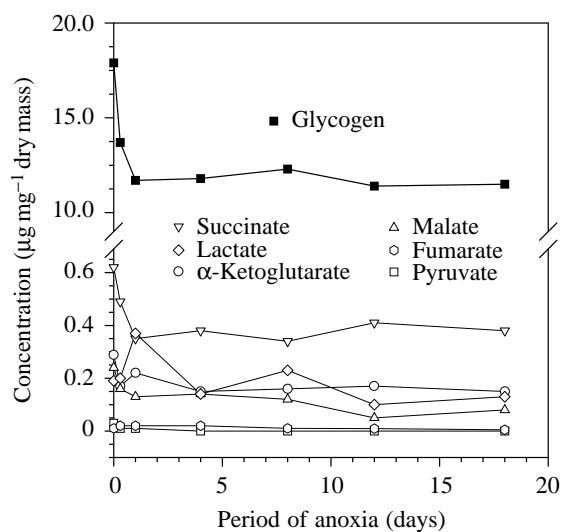 20.0
15.0
10.0
0.6
0.4
0.2
0
Concentration (μg mg⁻¹ dry mass)
Glycogen
Succinate
Lactate
α-Ketoglutarate
Malate
Fumarate
Pyruvate
0 5 10 15 20
Period of anoxia (days)